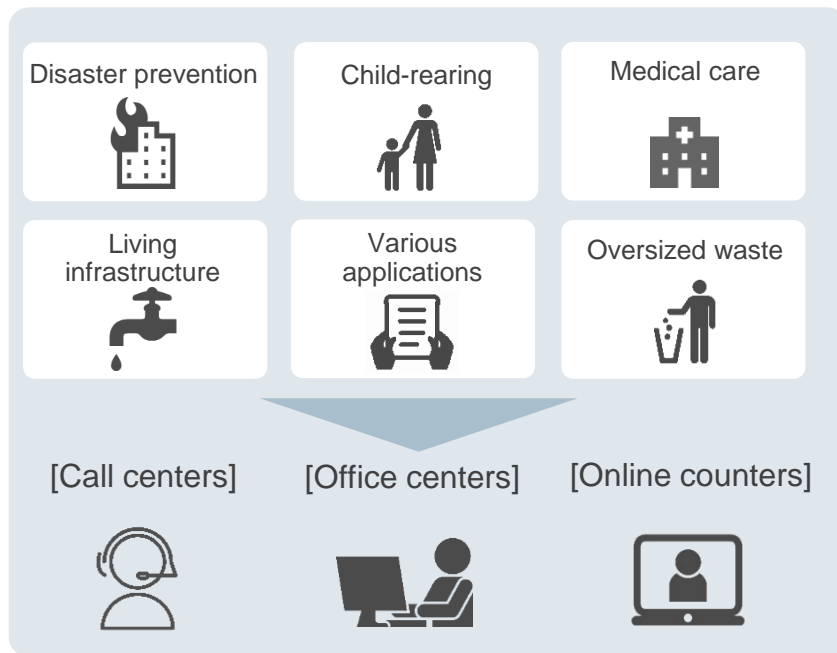 Disaster prevention
Child-rearing
Medical care
Living
infrastructure
Various
applications
Oversized waste
[Call centers]
[Office centers]
[Online counters]